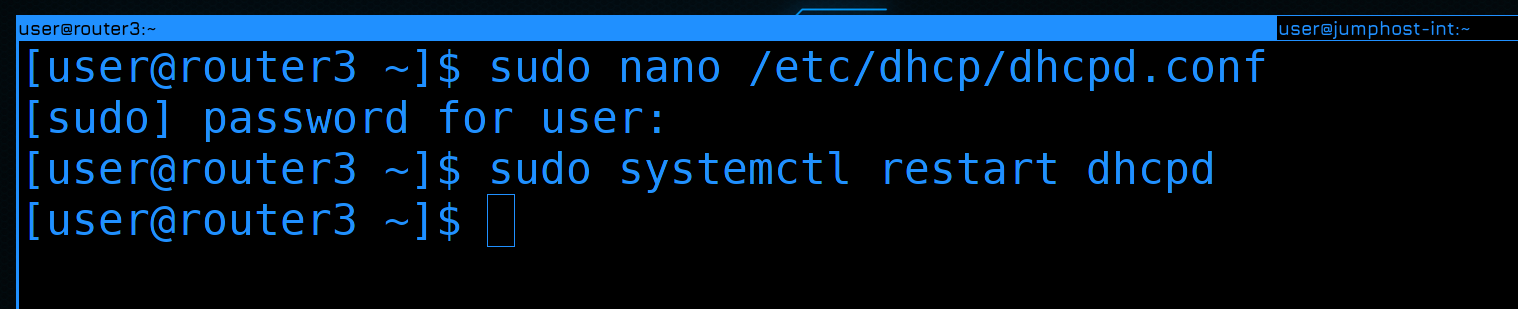 user@router3:~
user@jumphost-int:~
[user@router3 ~]$ sudo nano /etc/dhcp/dhcpd.conf
[sudo] password for user:
[user@router3 ~]$ sudo systemctl restart dhcpd
[user@router3 ~]$